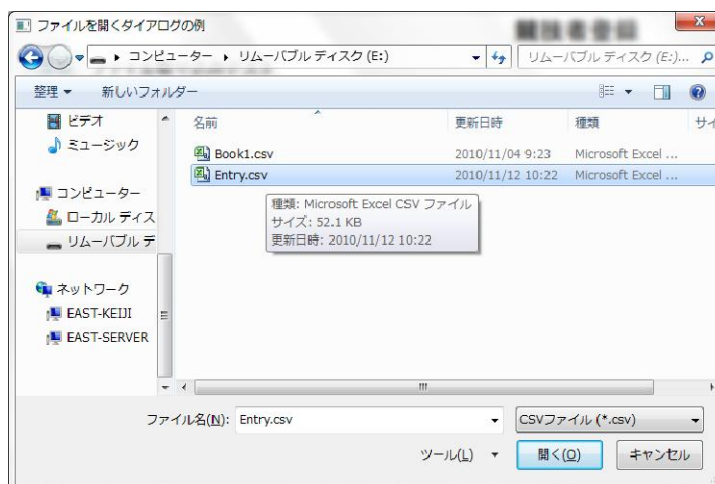 ファイルを開くダイアログの例
競技者登録
コンピューター ▸ リムーバブル ディスク (E:)
リムーバブル ディスク (E:)...
整理 新しいフォルダー
名前 更新日時 種類 サイ
ビデオ
ミュージック
コンピューター
ローカル ディス
リムーバブル デ
ネットワーク
EAST-KEIJI
EAST-SERVER
Book1.csv 2010/11/04 9:23 Microsoft Excel ...
Entry.csv 2010/11/12 10:22 Microsoft Excel ...
種類: Microsoft Excel CSV ファイル
サイズ: 52.1 KB
更新日時: 2010/11/12 10:22
ファイル名(N): Entry.csv CSVファイル (*.csv)
ツール(L) 開く(O) キャンセル